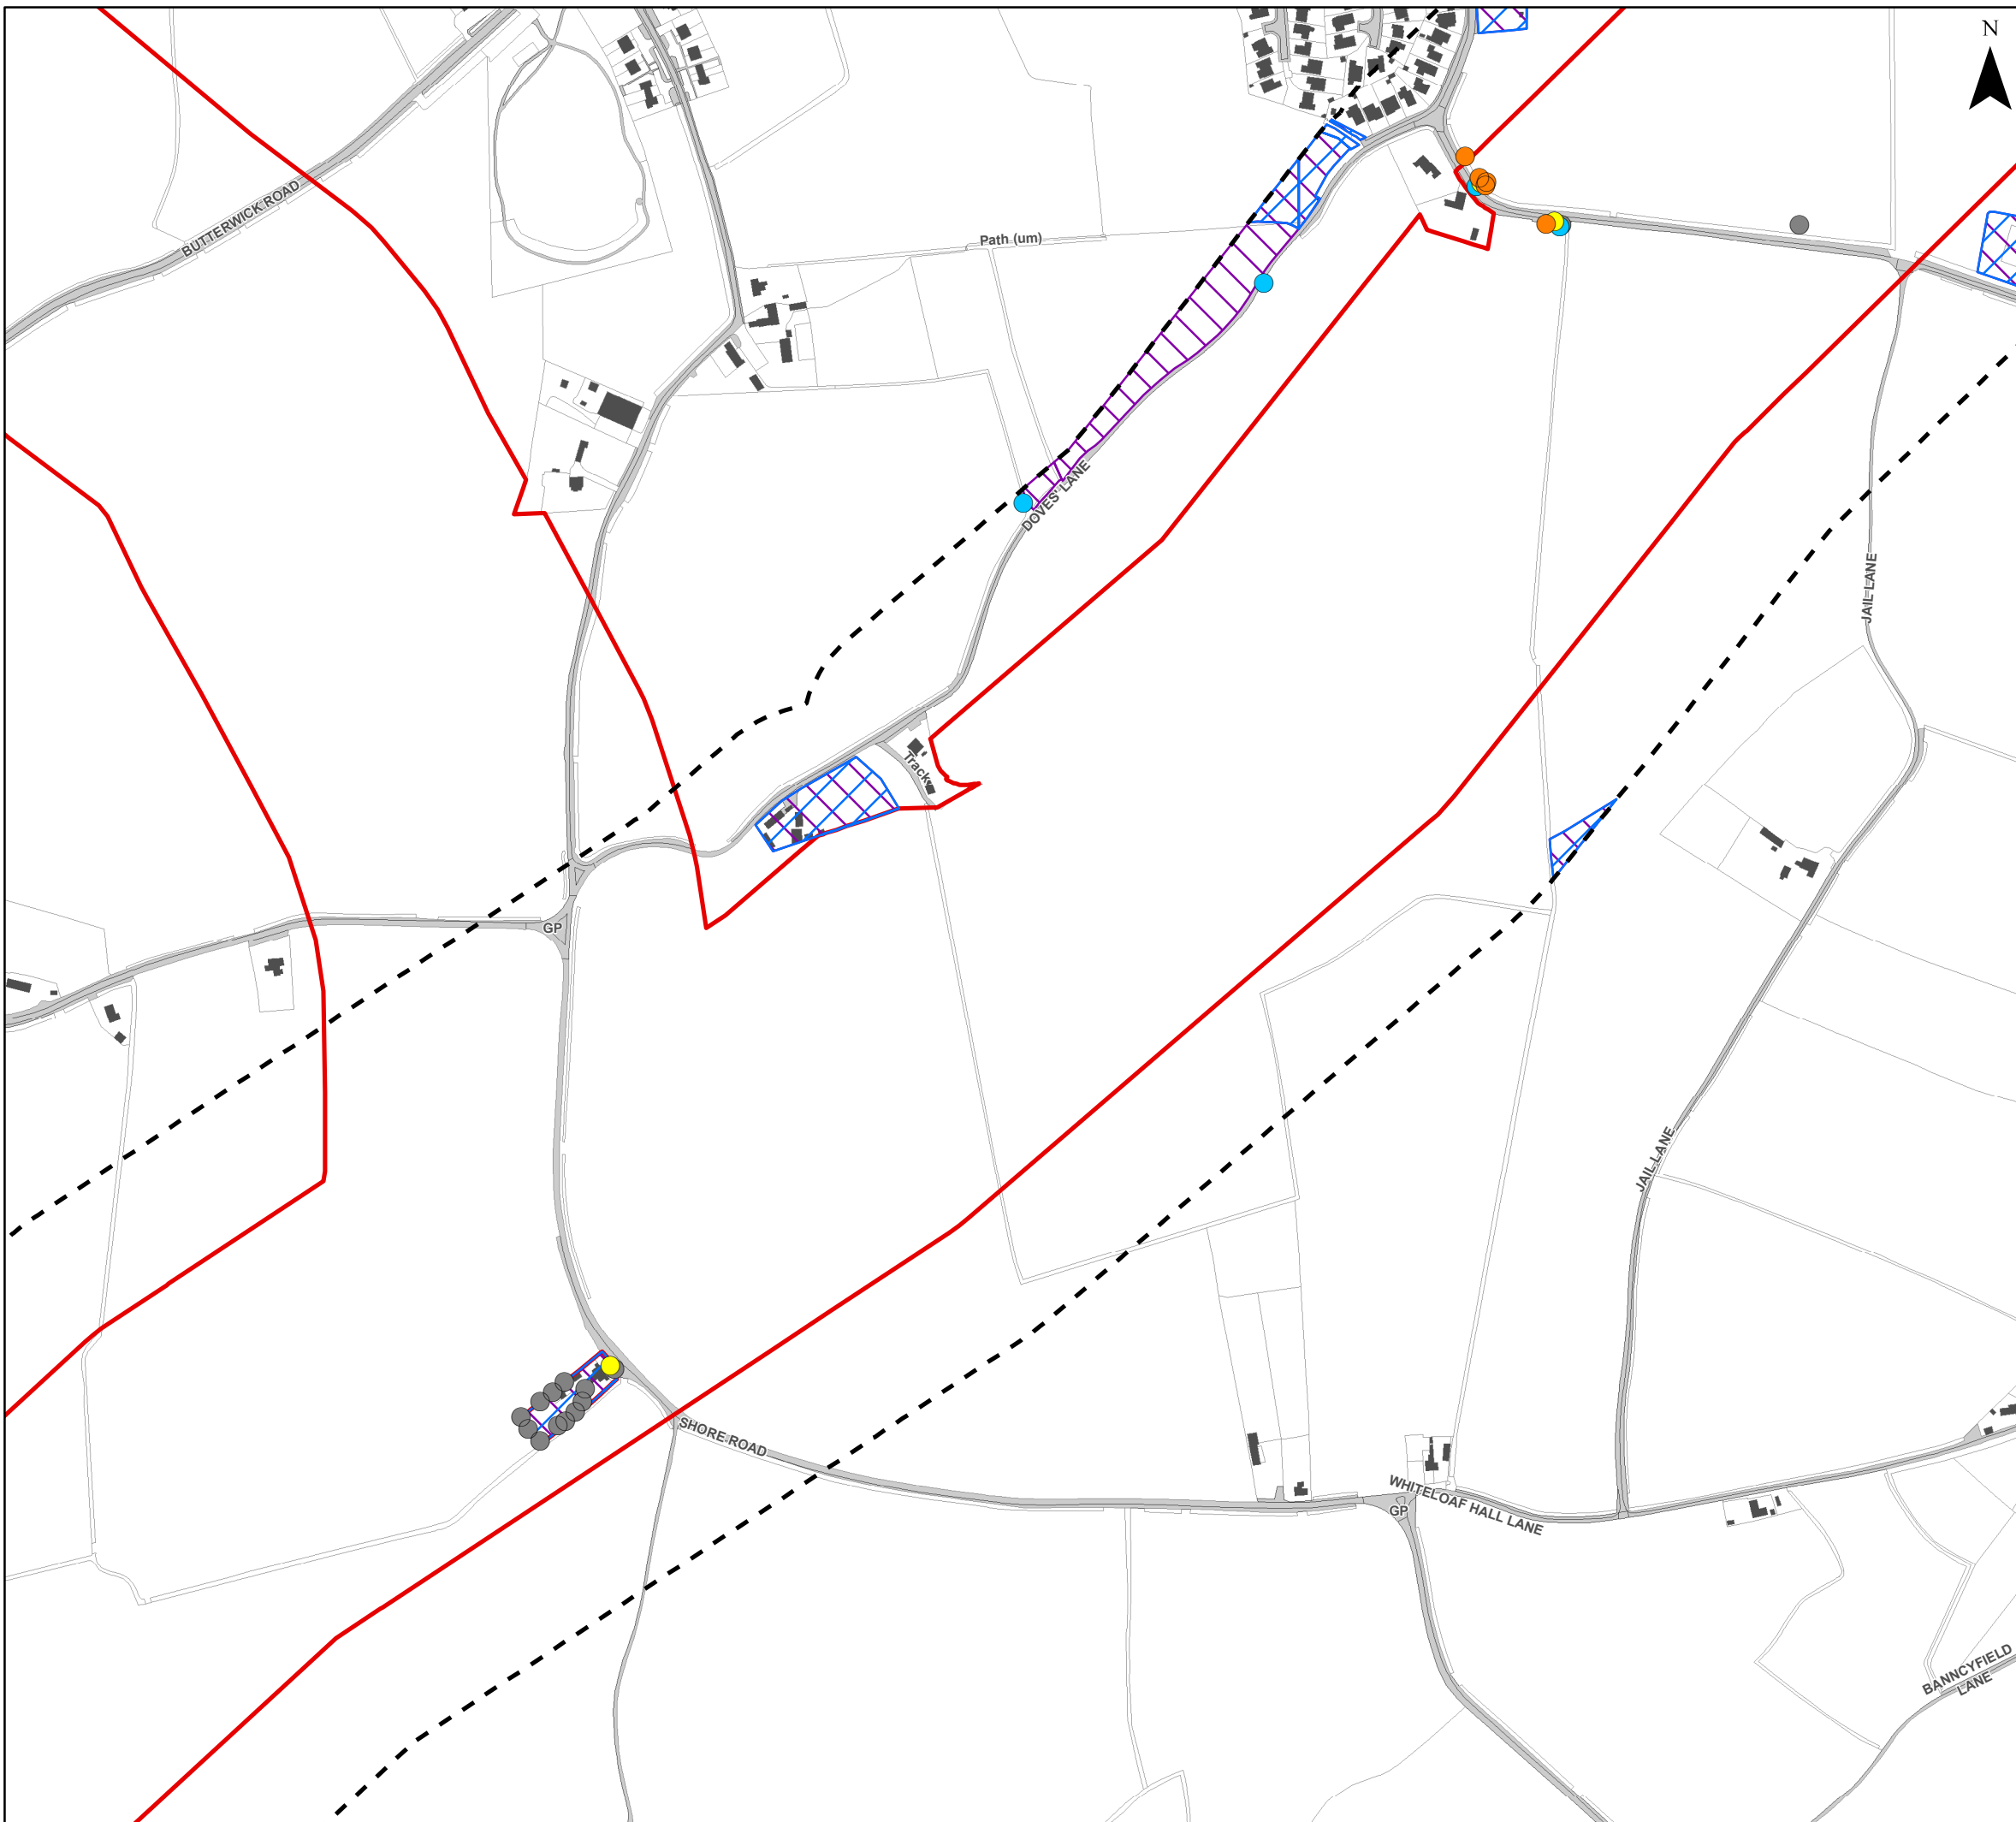 N
BUTTERWICK ROAD
Path (um)
DOVES' LANE
JAIL LANE
Track
GP
JAIL LANE
SHORE ROAD
WHITELOAF HALL LANE
GP
BANNCYFIELD
LANE